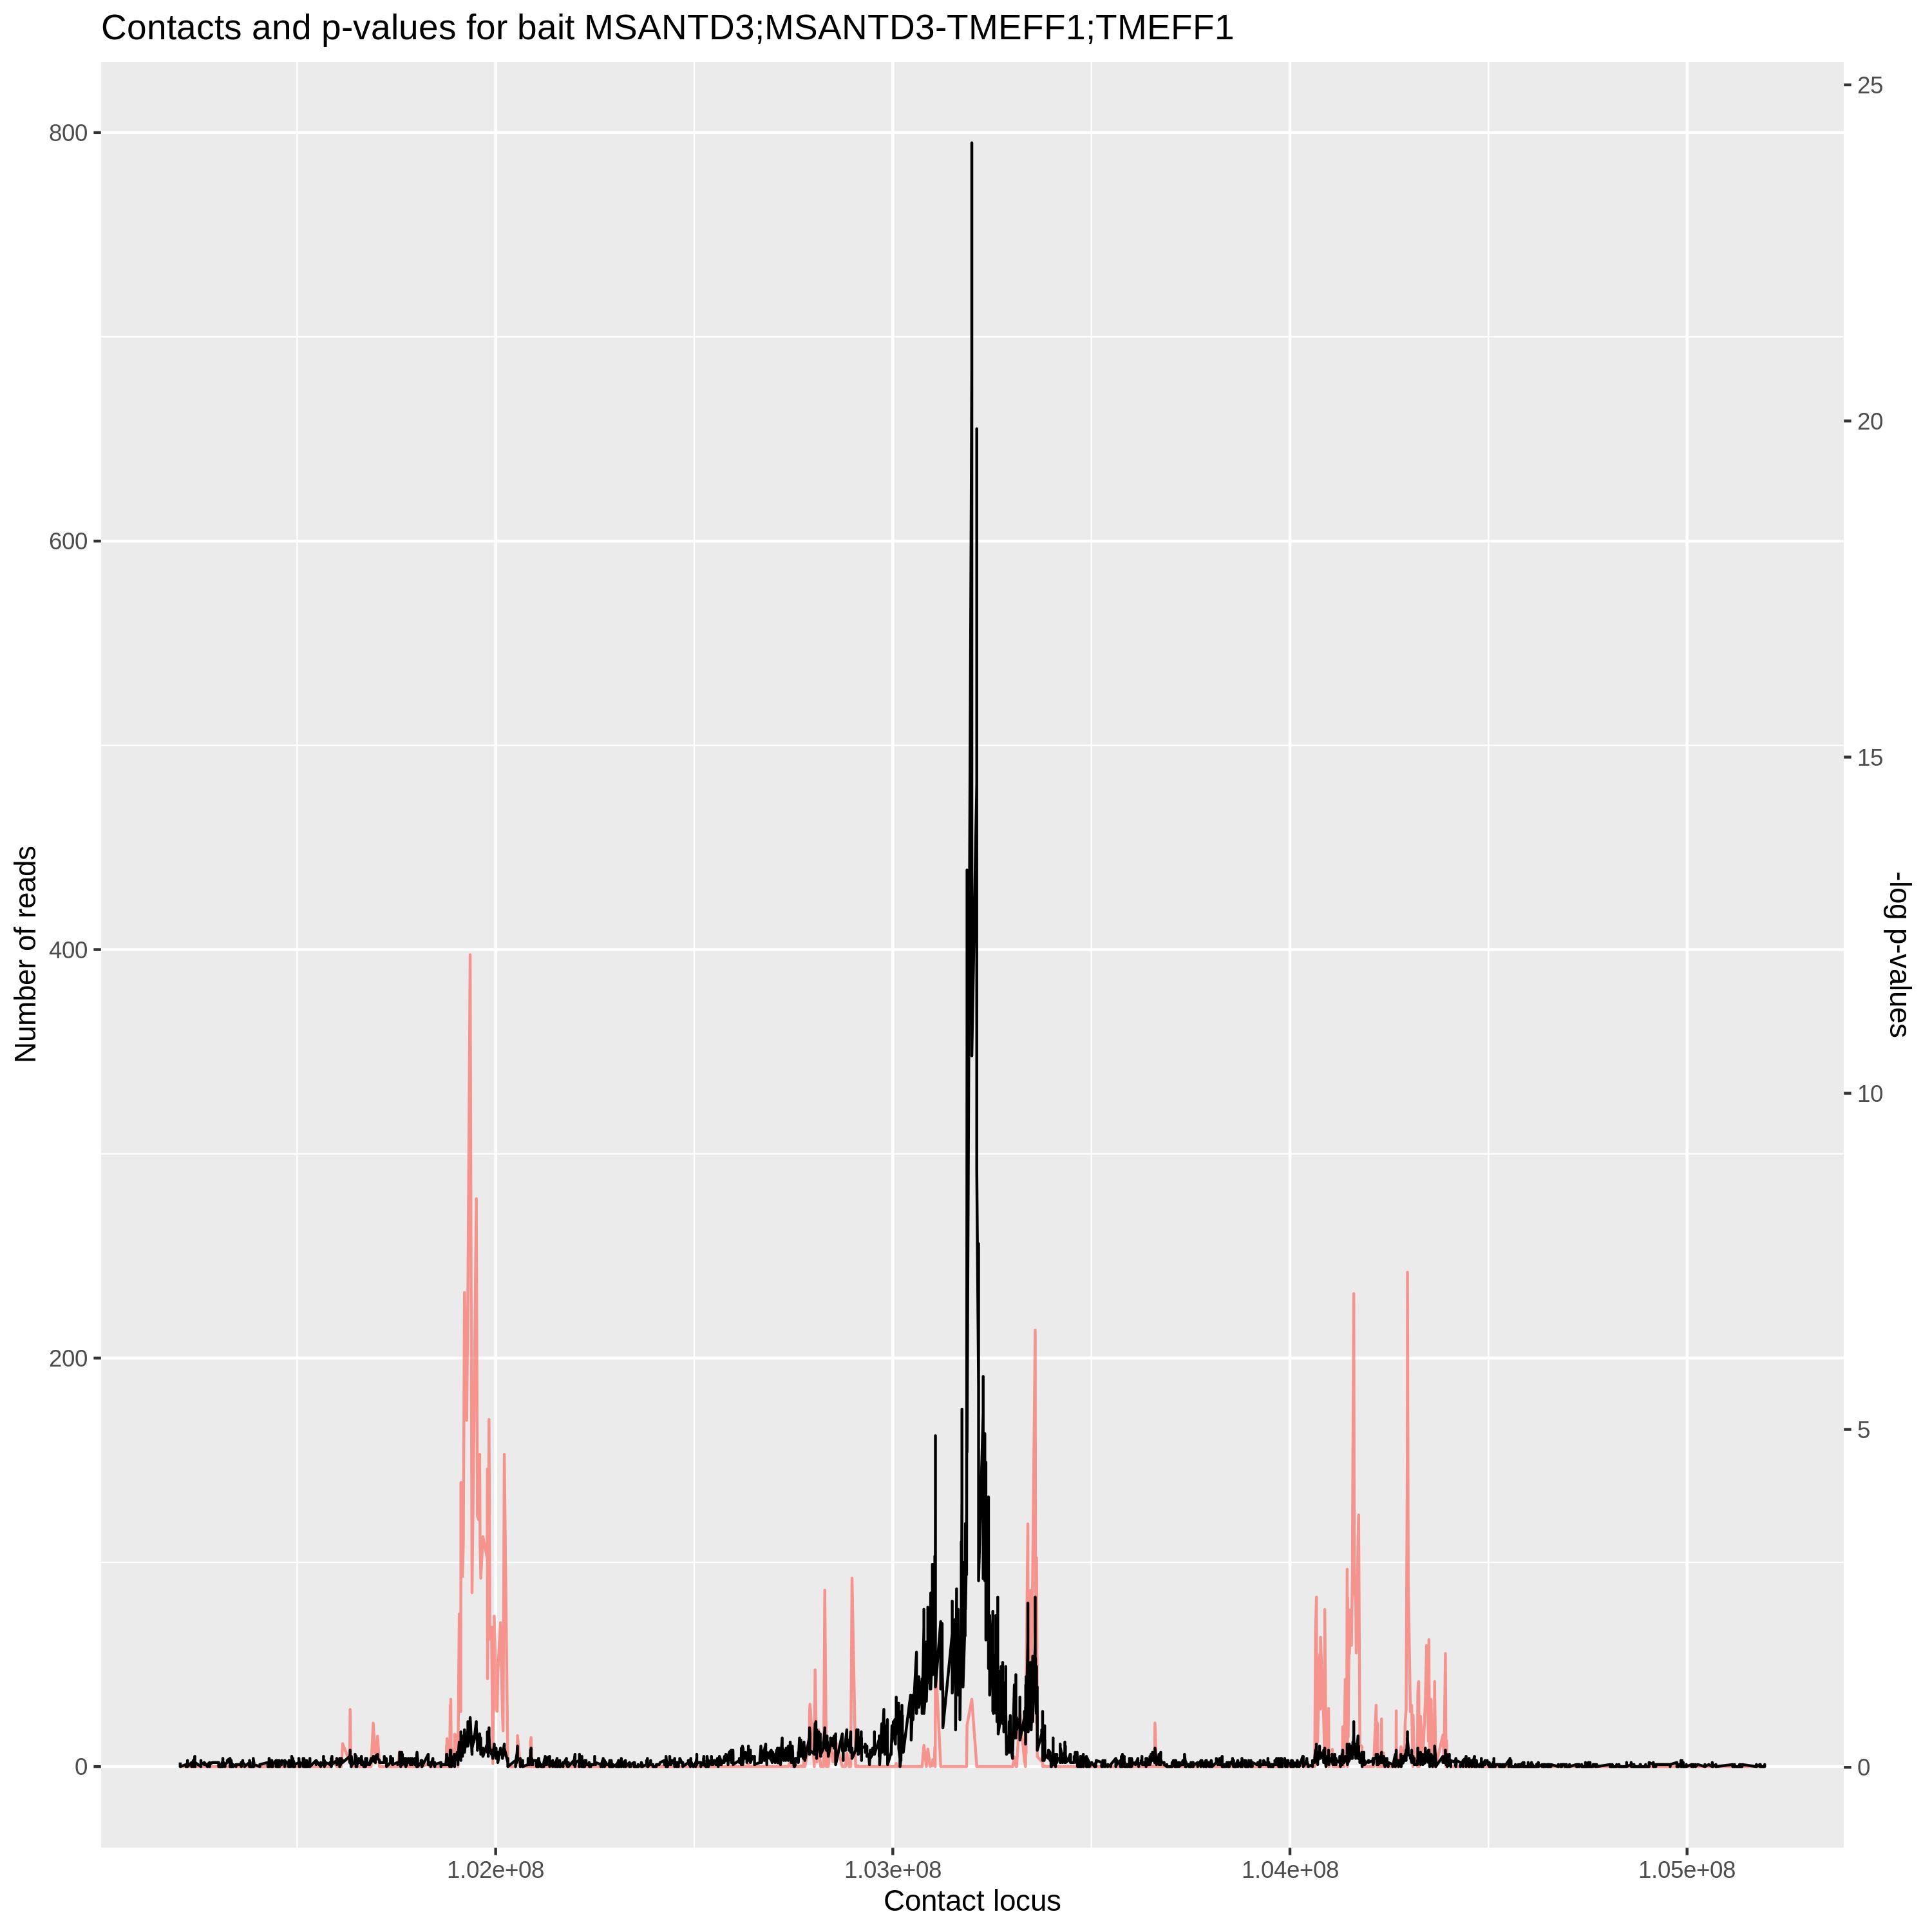 Contacts and p-values for bait MSANTD3;MSANTD3-TMEFF1;TMEFF1
Number of reads
800
600
400
200
0
25
20
15
10
5
0
-log p-values
1.02e+08
1.03e+08
1.04e+08
1.05e+08
Contact locus